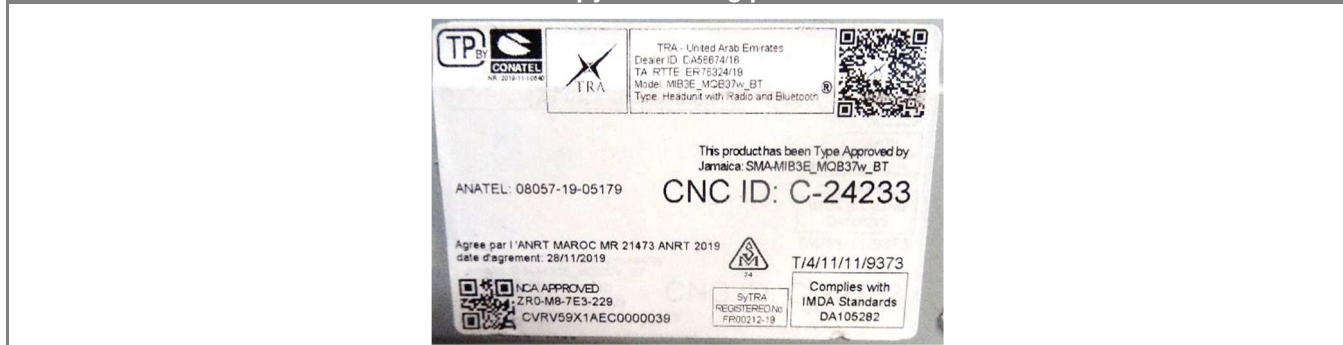 TP BY
CONATEL
TRA
TRA - United Arab Emirates
Dealer ID: DA56674/16
TA RTTE: ER76324/19
Model: MIB3E_MQB37w_BT
Type: Headunit with Radio and Bluetooth
®
This product has been Type Approved by
Jamaica: SMA-MIB3E_MQB37w_BT
ANATEL: 08057-19-05179
CNC ID: C-24233
Agree par l'ANRT MAROC MR 21473 ANRT 2019
date d'agrement: 28/11/2019
T/4/11/11/9373
NCA APPROVED
ZR0-M8-7E3-229
CVRV59X1AEC0000039
SyTRA
REGISTERED No
FR00212-19
Complies with
IMDA Standards
DA105282